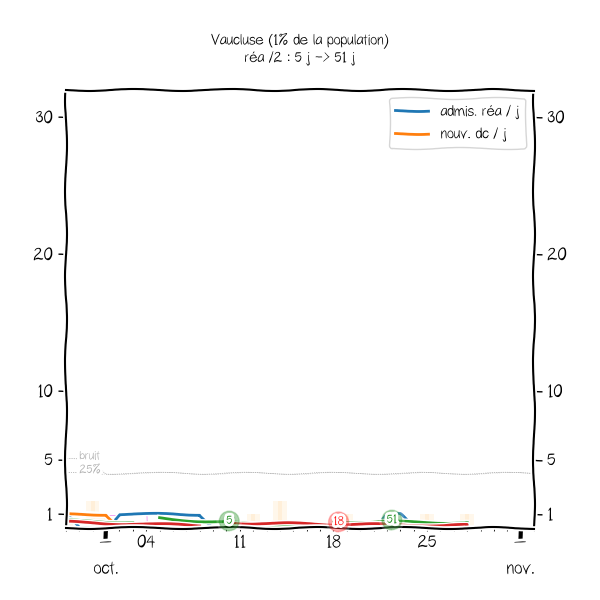 Vaucluse (1% de la population)
réa /2 : 5 j -> 51 j
admis. réa / j
nouv. dc / j
30 30
20 20
10 10
bruit
5 5
25%
1 1
5 18 51
04 11 18 25
oct. nov.